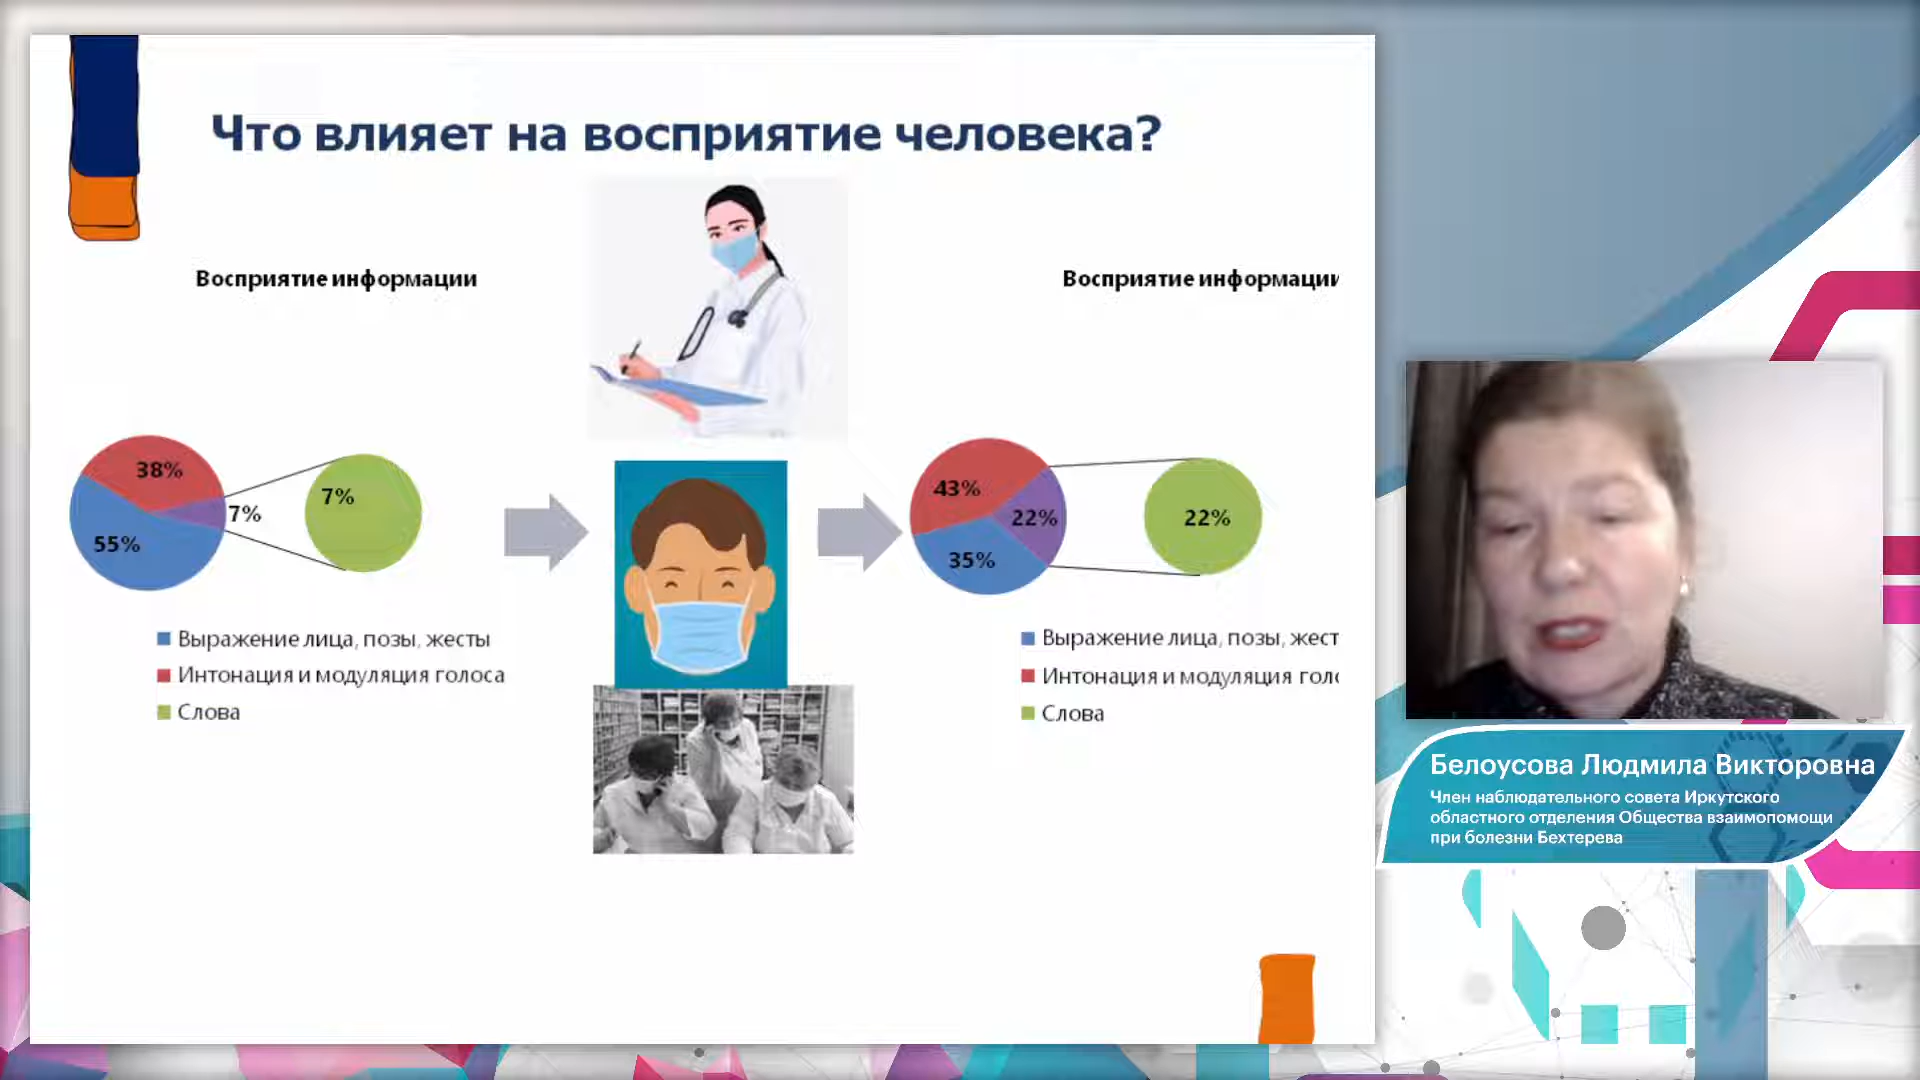 Что влияет на восприятие человека?
Восприятие информации
38%
7%
55%
7%
Выражение лица, позы, жесты
Интонация и модуляция голоса
Слова
Восприятие информации
43%
22%
35%
22%
Выражение лица, позы, жест
Интонация и модуляция голо
Слова
Белоусова Людмила Викторовна
Член наблюдательного совета Иркутского
областного отделения Общества взаимопомощи
при болезни Бехтерева